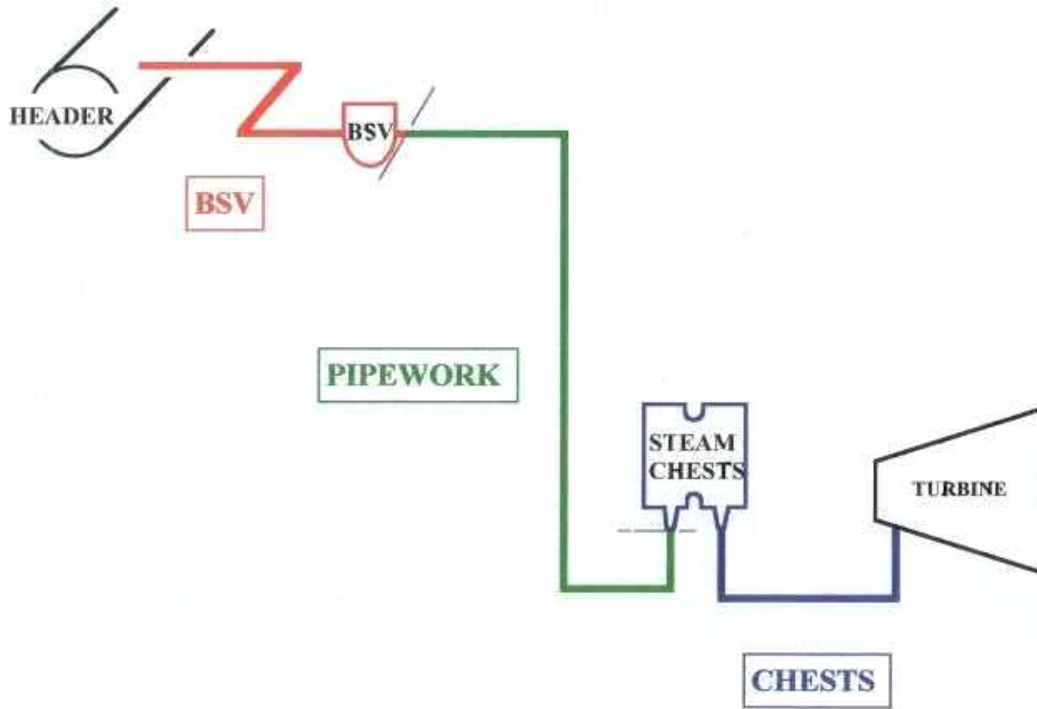 HEADER
BSV
BSV
PIPEWORK
STEAM
CHESTS
TURBINE
CHESTS